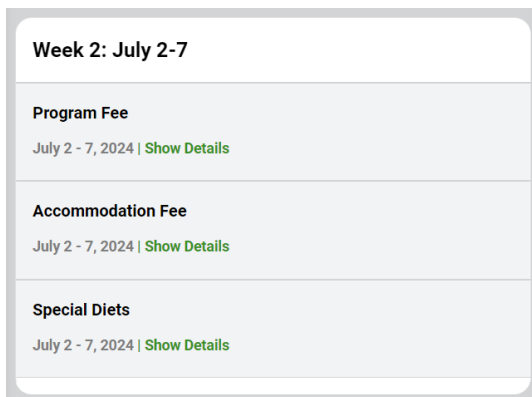 Week 2: July 2-7
Program Fee
July 2 - 7, 2024 | Show Details
Accommodation Fee
July 2 - 7, 2024 | Show Details
Special Diets
July 2 - 7, 2024 | Show Details